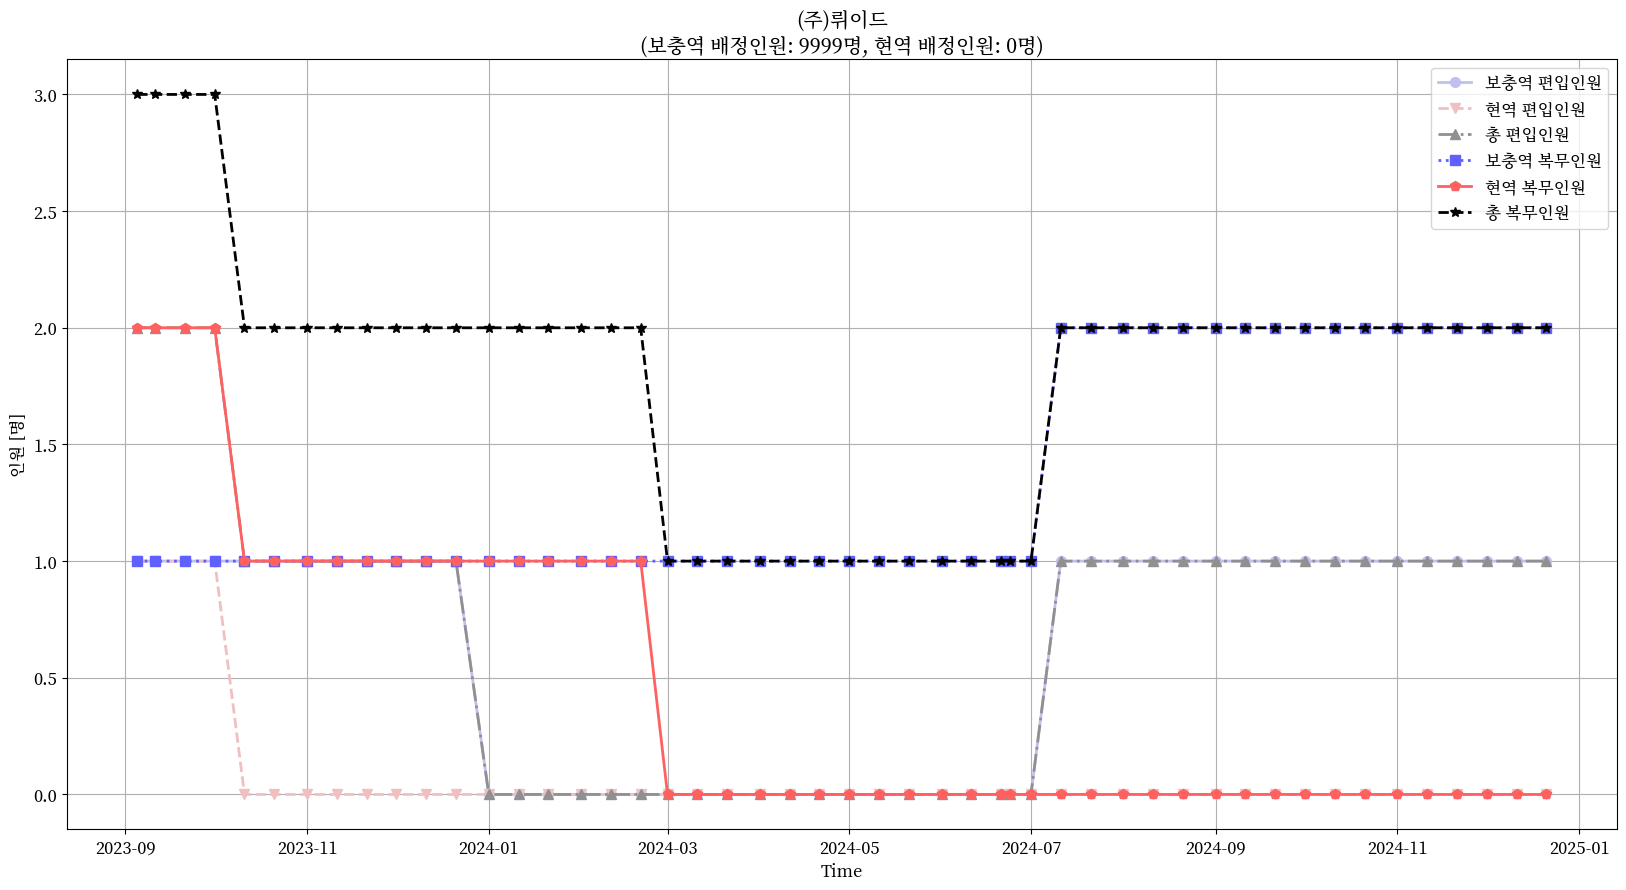 (주)뤼이드
(보충역 배정인원: 9999명, 현역 배정인원: 0명)
보충역 편입인원
현역 편입인원
총 편입인원
보충역 복무인원
현역 복무인원
총 복무인원
인원 [명]
3.0
2.5
2.0
1.5
1.0
0.5
0.0
2023-09
2023-11
2024-01
2024-03
2024-05
2024-07
2024-09
2024-11
2025-01
Time